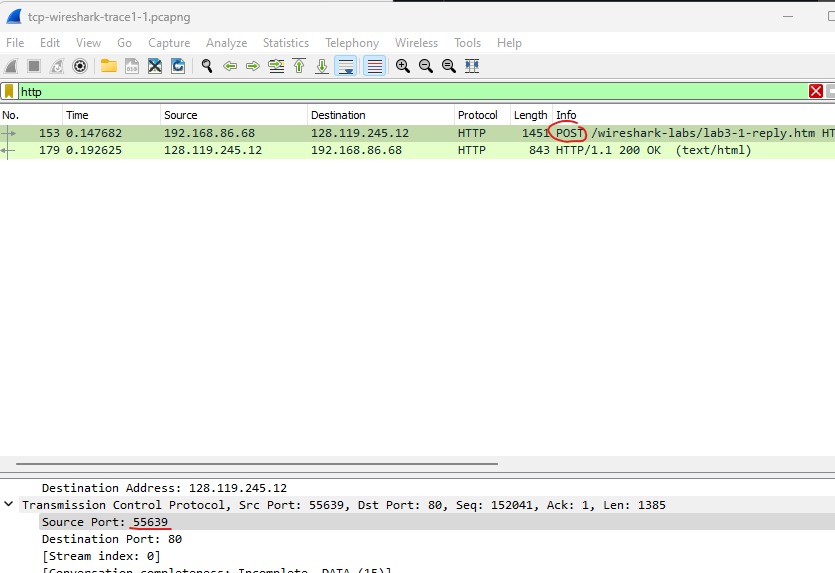 tcp-wireshark-trace1-1.pcapng
File Edit View Go Capture Analyze Statistics Telephony Wireless Tools Help
http
No. Time Source Destination Protocol Length Info
153 0.147682 192.168.86.68 128.119.245.12 HTTP 1451 POST /wireshark-labs/lab3-1-reply.htm HT
179 0.192625 128.119.245.12 192.168.86.68 HTTP 843 HTTP/1.1 200 OK (text/html)
Destination Address: 128.119.245.12
Transmission Control Protocol, Src Port: 55639, Dst Port: 80, Seq: 152041, Ack: 1, Len: 1385
Source Port: 55639
Destination Port: 80
[Stream index: 0]
[Conversation completeness: Incomplete, DATA (15)]